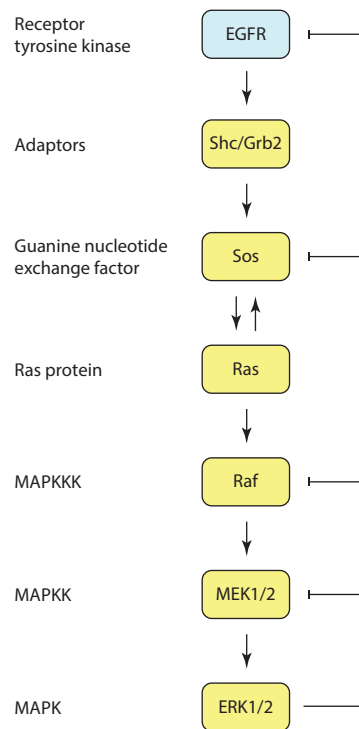 Receptor
tyrosine kinase
EGFR
Adaptors
Shc/Grb2
Guanine nucleotide
exchange factor
Sos
Ras protein
Ras
MAPKKK
Raf
MAPKK
MEK1/2
MAPK
ERK1/2